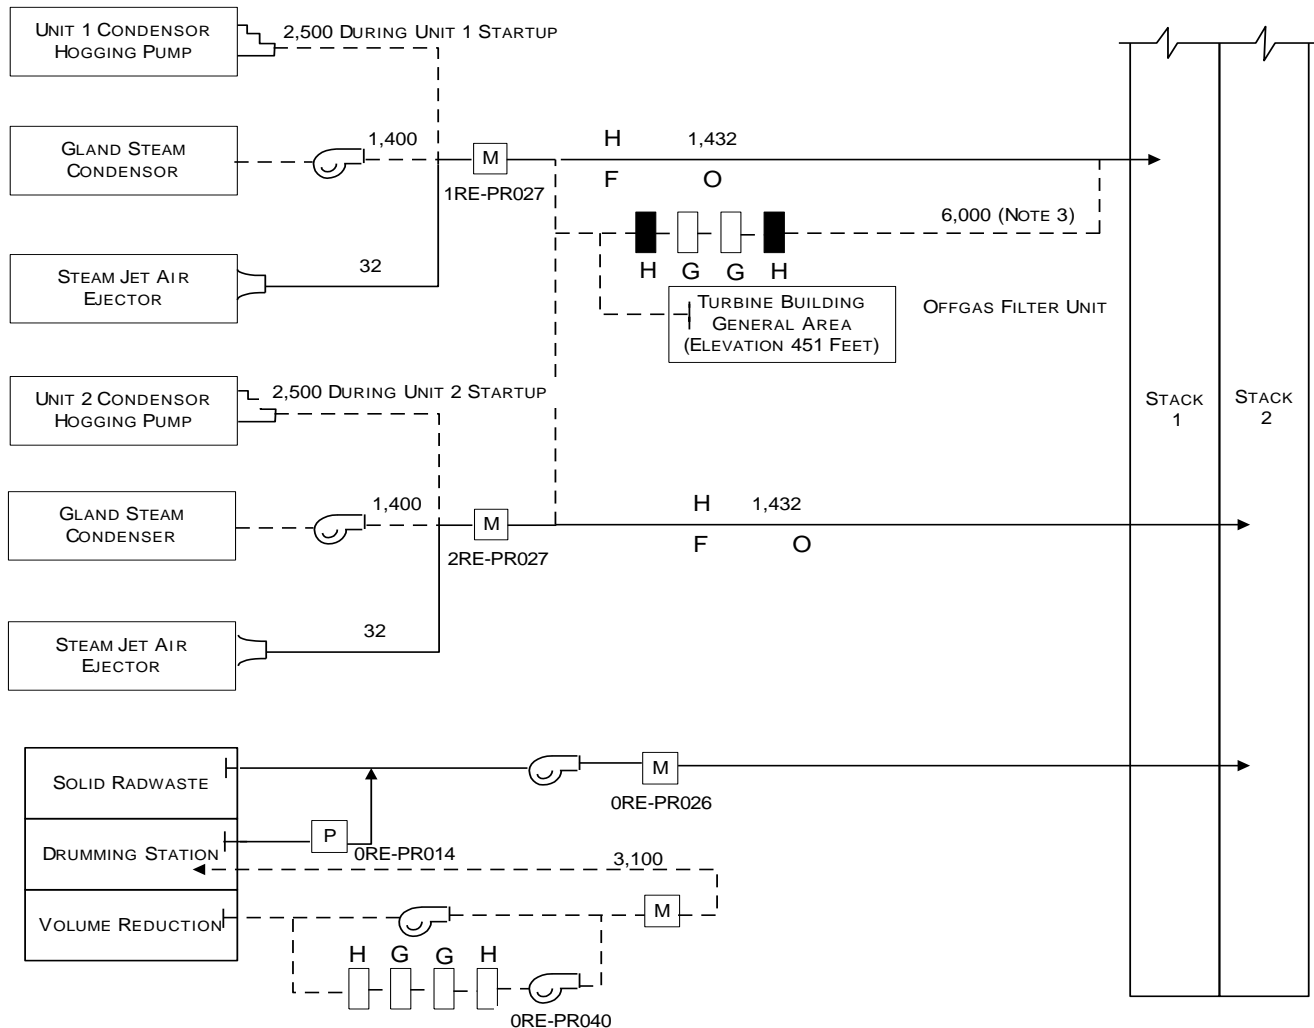 UNIT 1 CONDENSOR
HOGGING PUMP
2,500 DURING UNIT 1 STARTUP
GLAND STEAM
CONDENSOR
1,400
M
1RE-PR027
H
1,432
F
O
6,000 (NOTE 3)
H
G
G
H
STEAM JET AIR
EJECTOR
32
TURBINE BUILDING
GENERAL AREA
(ELEVATION 451 FEET)
OFFGAS FILTER UNIT
UNIT 2 CONDENSOR
HOGGING PUMP
2,500 DURING UNIT 2 STARTUP
STACK
1
STACK
2
GLAND STEAM
CONDENSER
1,400
M
2RE-PR027
H
1,432
F
O
STEAM JET AIR
EJECTOR
32
SOLID RADWASTE
M
0RE-PR026
DRUMMING STATION
P
0RE-PR014
3,100
VOLUME REDUCTION
M
H
G
G
H
0RE-PR040